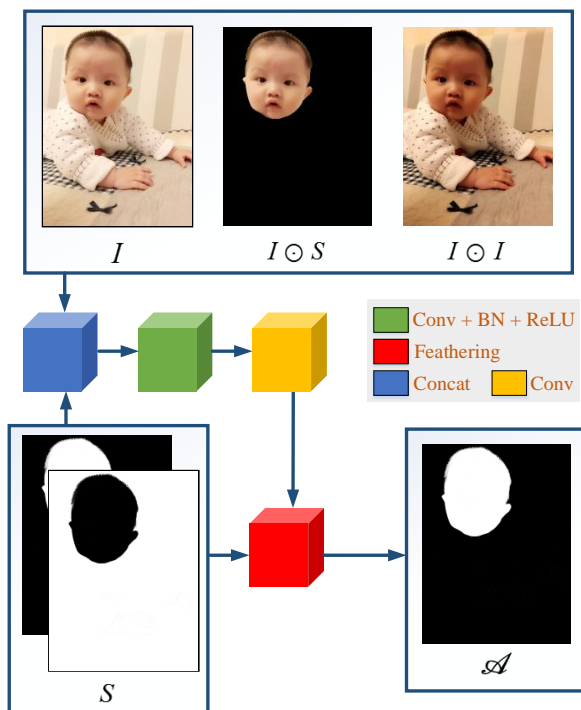 I
I ⊙ S
I ⊙ I
Conv + BN + ReLU
Feathering
Concat
Conv
S
𝒜